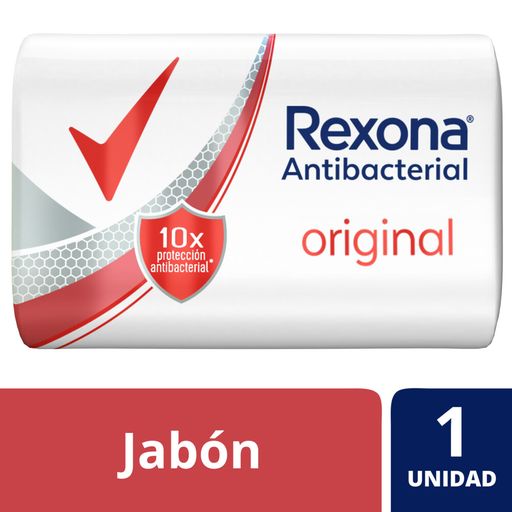 Rexona®
Antibacterial
original
10x
protección
antibacterial*
Jabón
1
UNIDAD